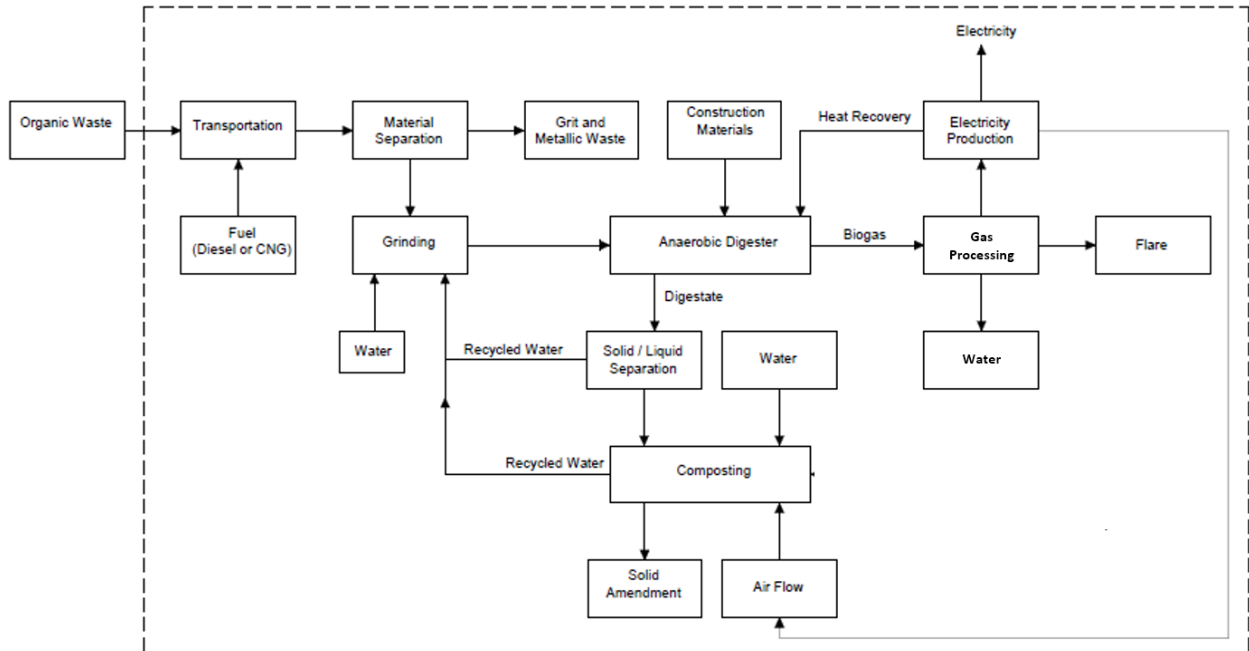 Electricity
Organic Waste
Transportation
Material
Separation
Grit and
Metallic Waste
Construction
Materials
Heat Recovery
Electricity
Production
Fuel
(Diesel or CNG)
Grinding
Anaerobic Digester
Biogas
Gas
Processing
Flare
Digestate
Water
Recycled Water
Solid / Liquid
Separation
Water
Water
Recycled Water
Composting
Solid
Amendment
Air Flow